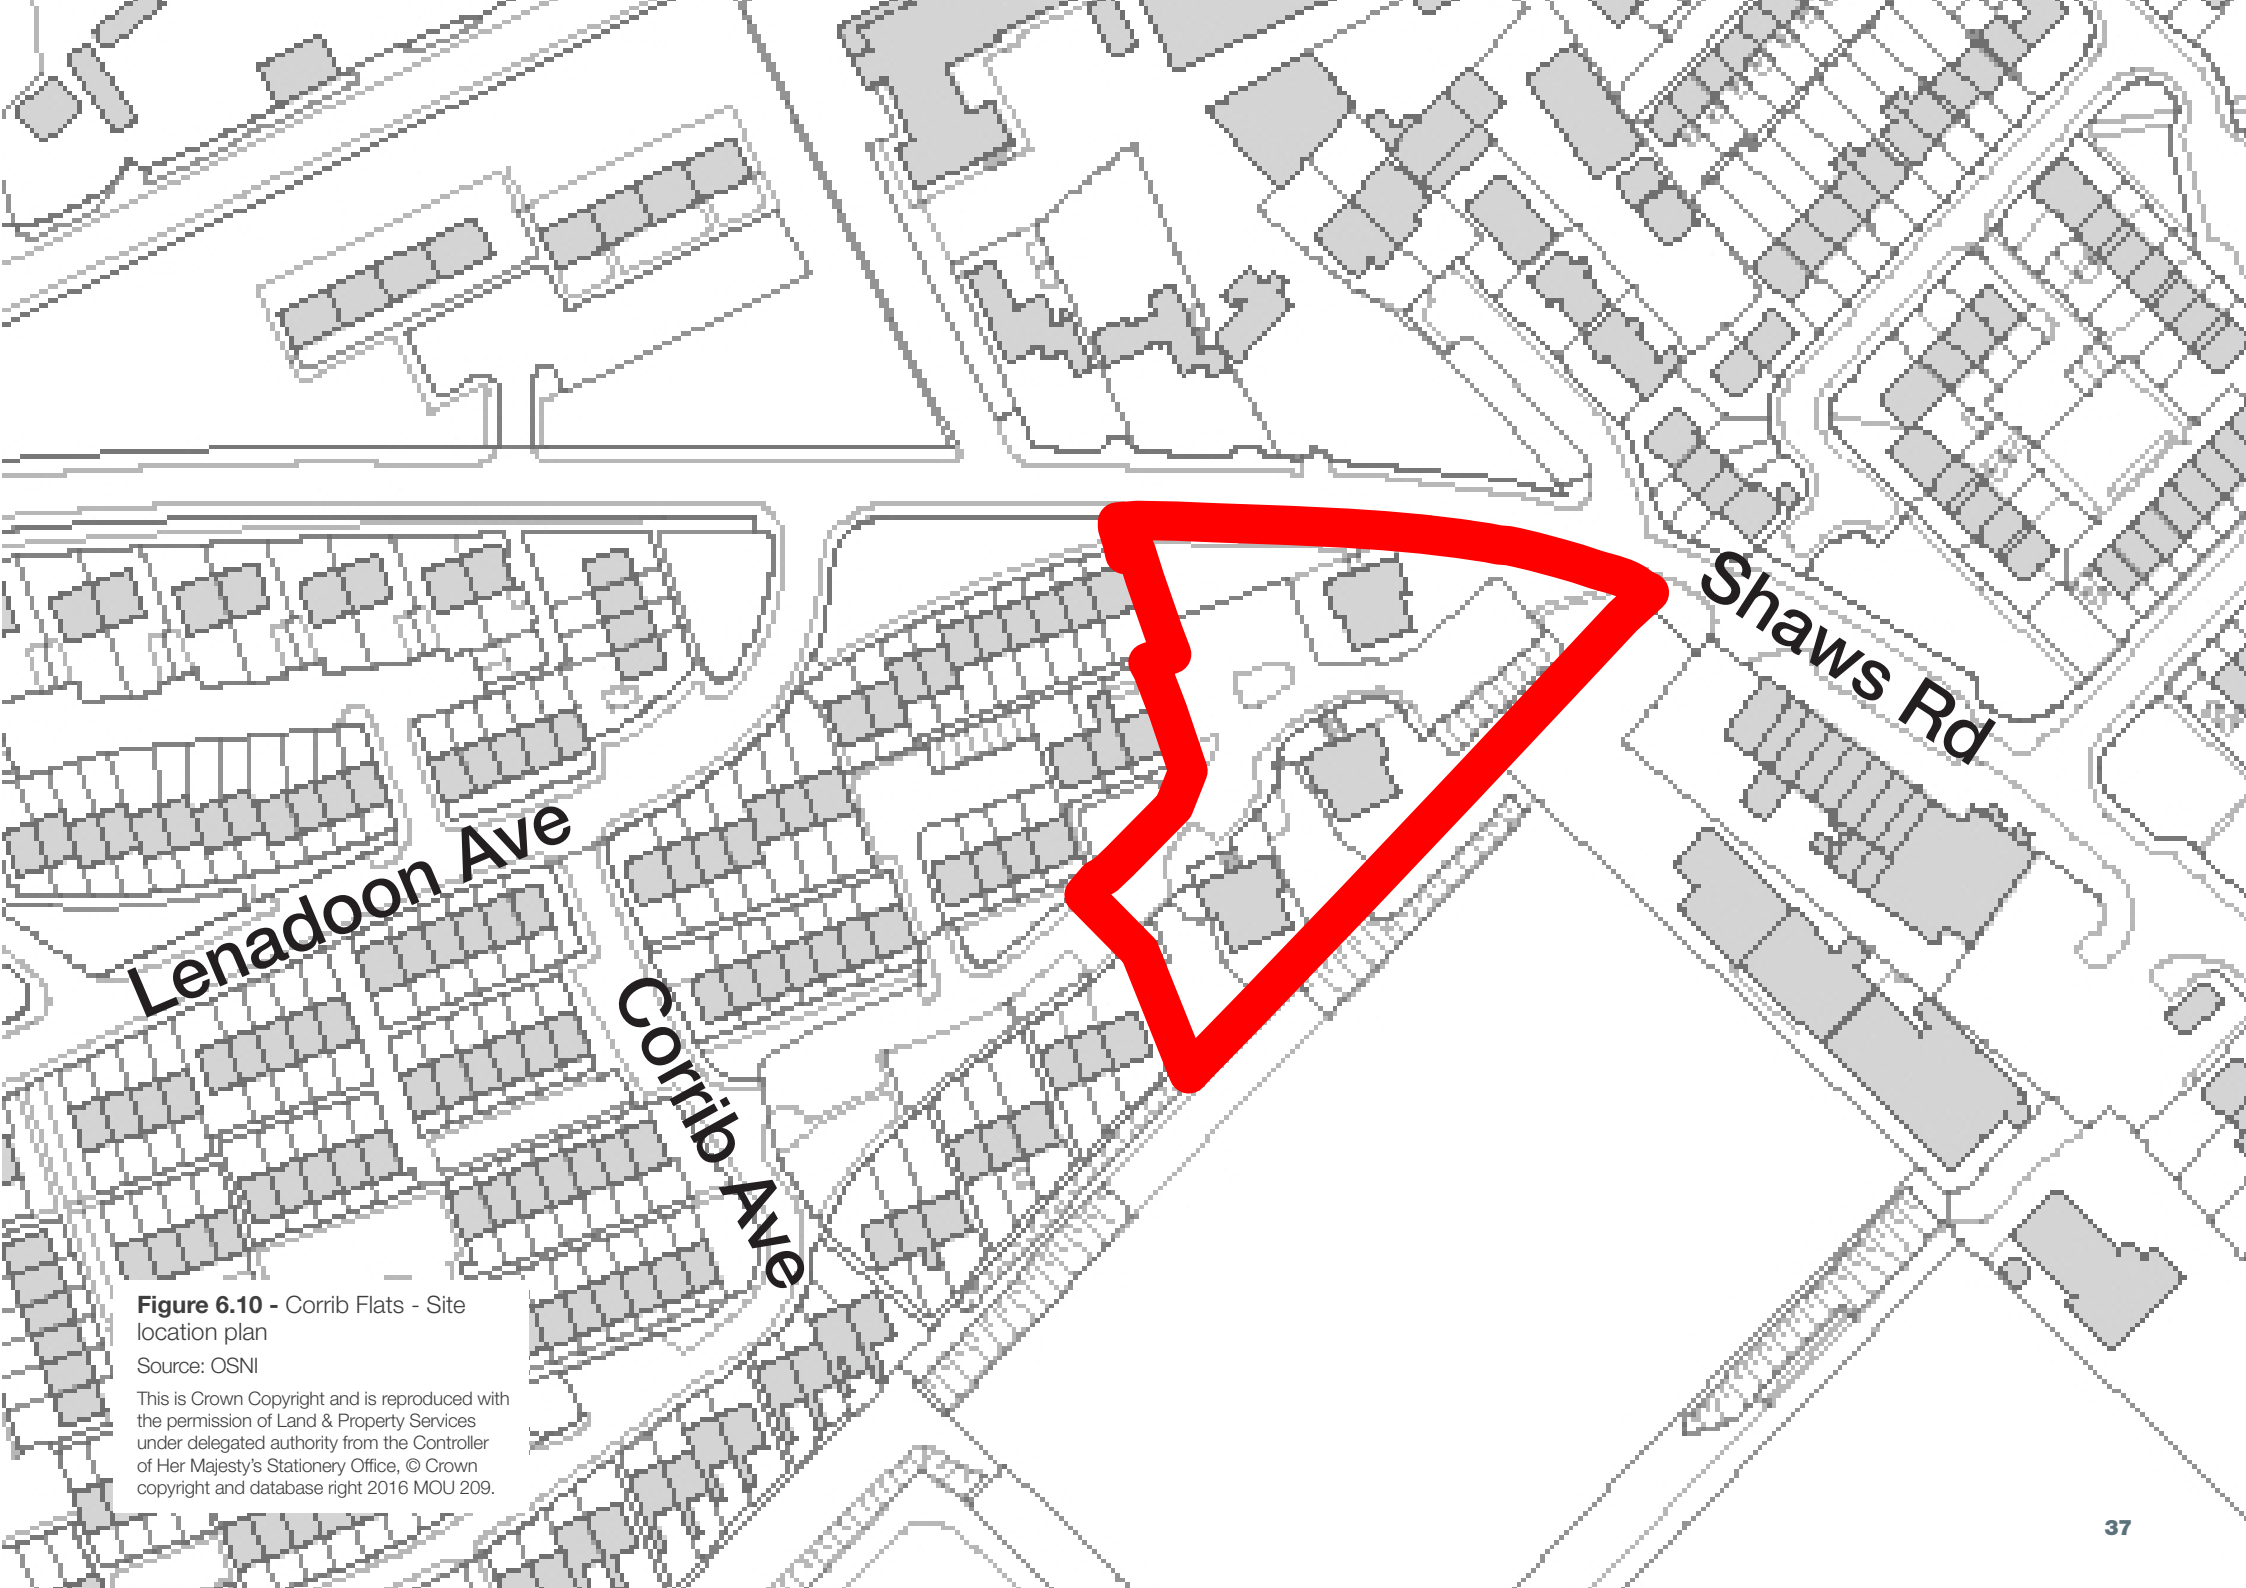 Shaws Rd
Lenadoon Ave
Corrib Ave
Figure 6.10 - Corrib Flats - Site
location plan
Source: OSNI
This is Crown Copyright and is reproduced with
the permission of Land & Property Services
under delegated authority from the Controller
of Her Majesty's Stationery Office, © Crown
copyright and database right 2016 MOU 209.
37